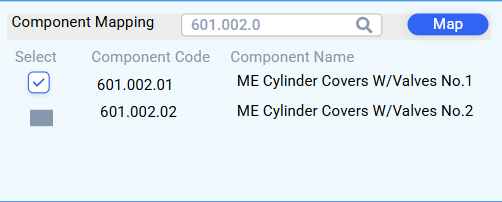 Component Mapping 601.002.0 Map
Select Component Code Component Name
601.002.01 ME Cylinder Covers W/Valves No.1
601.002.02 ME Cylinder Covers W/Valves No.2